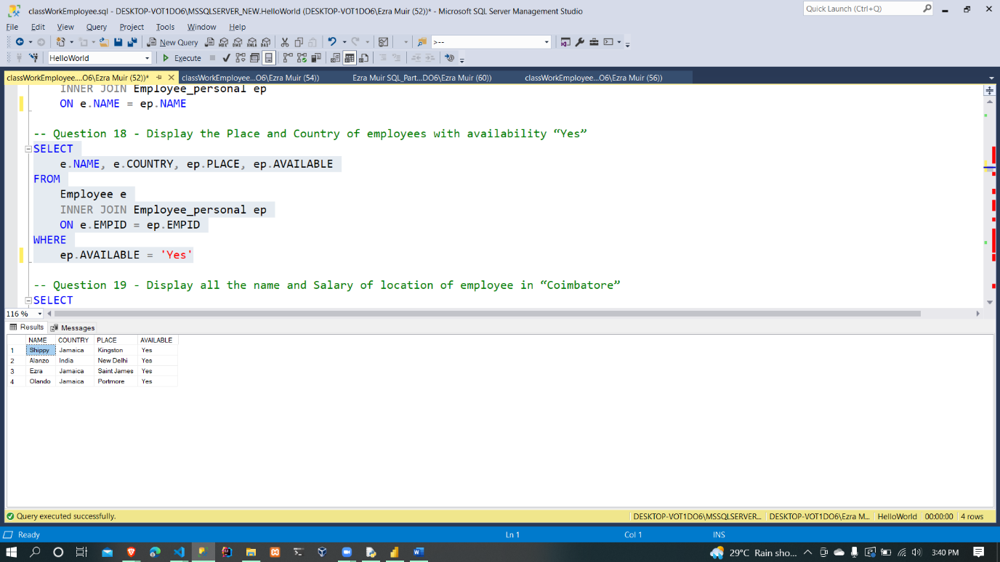 classWorkEmployee.sql - DESKTOP-VOT1DO6\MSSQLSERVER_NEW.HelloWorld (DESKTOP-VOT1DO6\Ezra Muir (52))* - Microsoft SQL Server Management Studio
Quick Launch (Ctrl+Q)
File Edit View Query Project Tools Window Help
New Query
>--
HelloWorld
Execute
classWorkEmployee....O6\Ezra Muir (52))* classWorkEmployee...O6\Ezra Muir (54)) Ezra Muir SQL_Part...DO6\Ezra Muir (60)) classWorkEmployee...O6\Ezra Muir (56))
INNER JOIN Employee_personal ep
ON e.NAME = ep.NAME
-- Question 18 - Display the Place and Country of employees with availability “Yes”
SELECT
e.NAME, e.COUNTRY, ep.PLACE, ep.AVAILABLE
FROM
Employee e
INNER JOIN Employee_personal ep
ON e.EMPID = ep.EMPID
WHERE
ep.AVAILABLE = 'Yes'
-- Question 19 - Display all the name and Salary of location of employee in “Coimbatore”
SELECT
116 %
Results Messages
NAME COUNTRY PLACE AVAILABLE
1 Shippy Jamaica Kingston Yes
2 Alanzo India New Delhi Yes
3 Ezra Jamaica Saint James Yes
4 Olando Jamaica Portmore Yes
Query executed successfully.
DESKTOP-VOT1DO6\MSSQLSERVER... DESKTOP-VOT1DO6\Ezra M... HelloWorld 00:00:00 4 rows
Ready Ln 1 Col 1 INS
29°C Rain sho... 3:40 PM